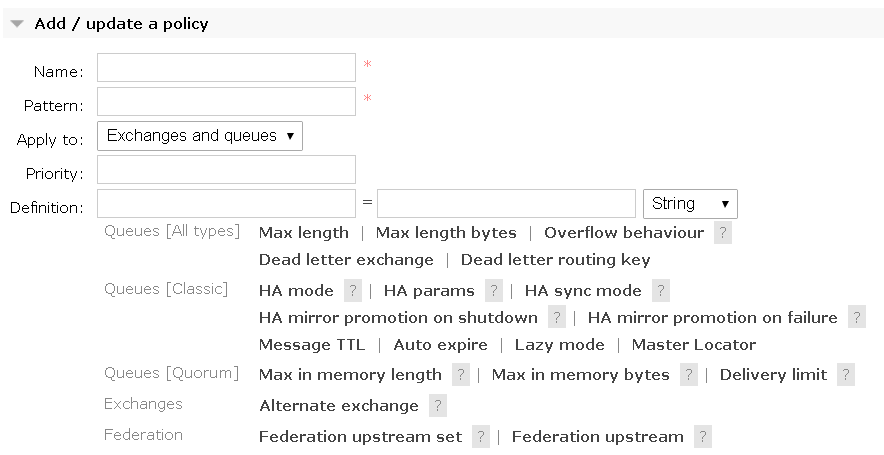 Add / update a policy
Name: *
Pattern: *
Apply to: Exchanges and queues
Priority:
Definition: = String
Queues [All types] Max length | Max length bytes | Overflow behaviour ?
Dead letter exchange | Dead letter routing key
Queues [Classic] HA mode ? | HA params ? | HA sync mode ?
HA mirror promotion on shutdown ? | HA mirror promotion on failure ?
Message TTL | Auto expire | Lazy mode | Master Locator
Queues [Quorum] Max in memory length ? | Max in memory bytes ? | Delivery limit ?
Exchanges Alternate exchange ?
Federation Federation upstream set ? | Federation upstream ?